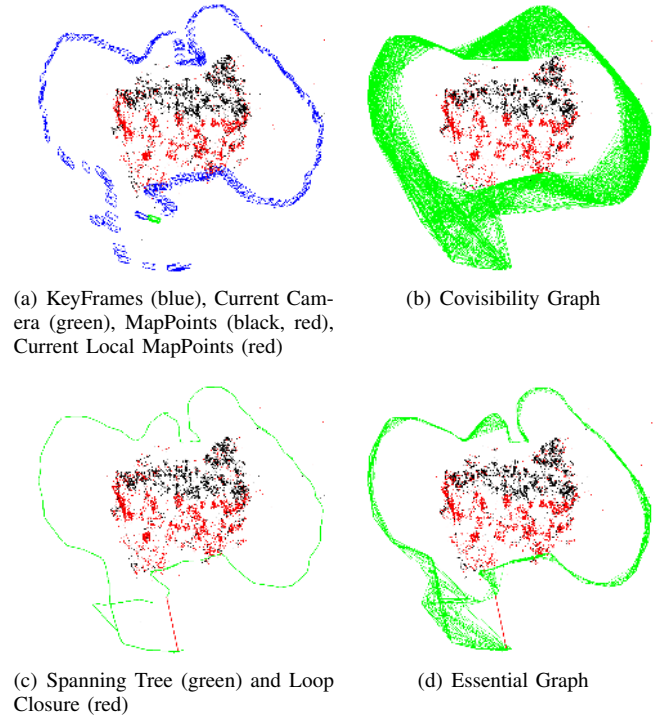 (a) KeyFrames (blue), Current Cam-
era (green), MapPoints (black, red),
Current Local MapPoints (red)
(b) Covisibility Graph
(c) Spanning Tree (green) and Loop
Closure (red)
(d) Essential Graph